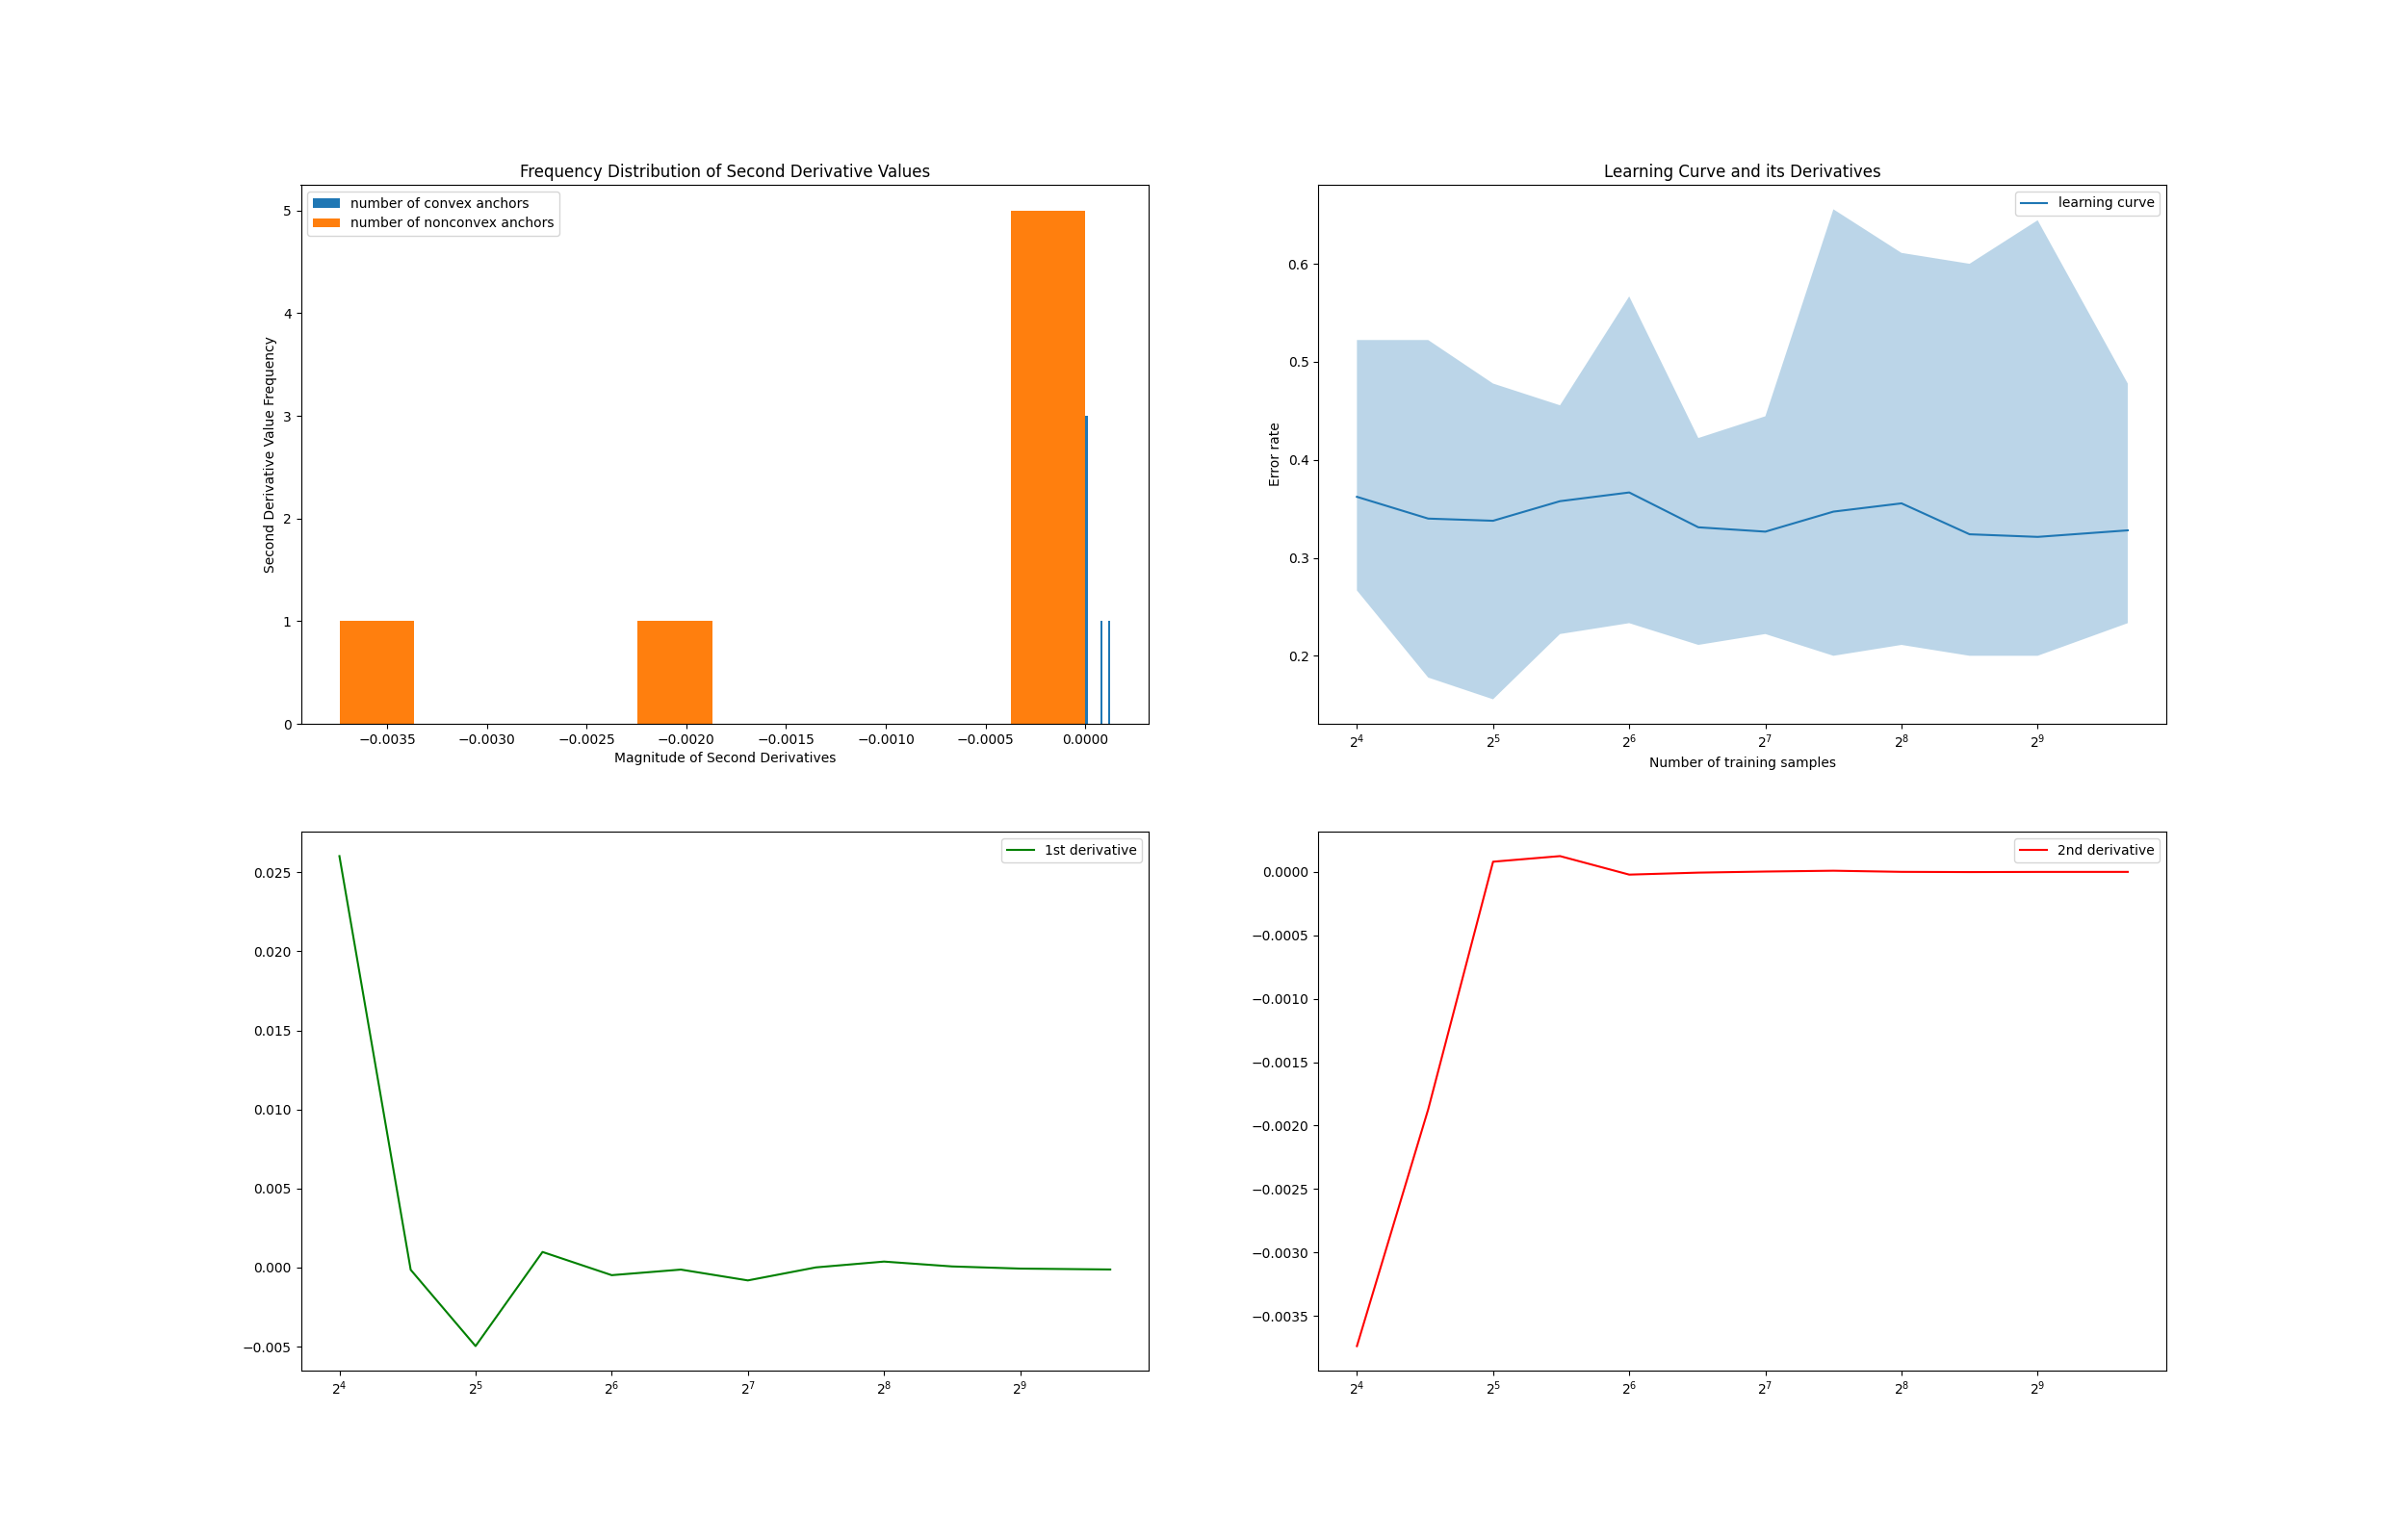 Frequency Distribution of Second Derivative Values
number of convex anchors
number of nonconvex anchors
Second Derivative Value Frequency
5
4
3
2
1
0
−0.0035 −0.0030 −0.0025 −0.0020 −0.0015 −0.0010 −0.0005 0.0000
Magnitude of Second Derivatives
Learning Curve and its Derivatives
learning curve
Error rate
0.6
0.5
0.4
0.3
0.2
2⁴ 2⁵ 2⁶ 2⁷ 2⁸ 2⁹
Number of training samples
1st derivative
0.025
0.020
0.015
0.010
0.005
0.000
−0.005
2⁴ 2⁵ 2⁶ 2⁷ 2⁸ 2⁹
2nd derivative
0.0000
−0.0005
−0.0010
−0.0015
−0.0020
−0.0025
−0.0030
−0.0035
2⁴ 2⁵ 2⁶ 2⁷ 2⁸ 2⁹